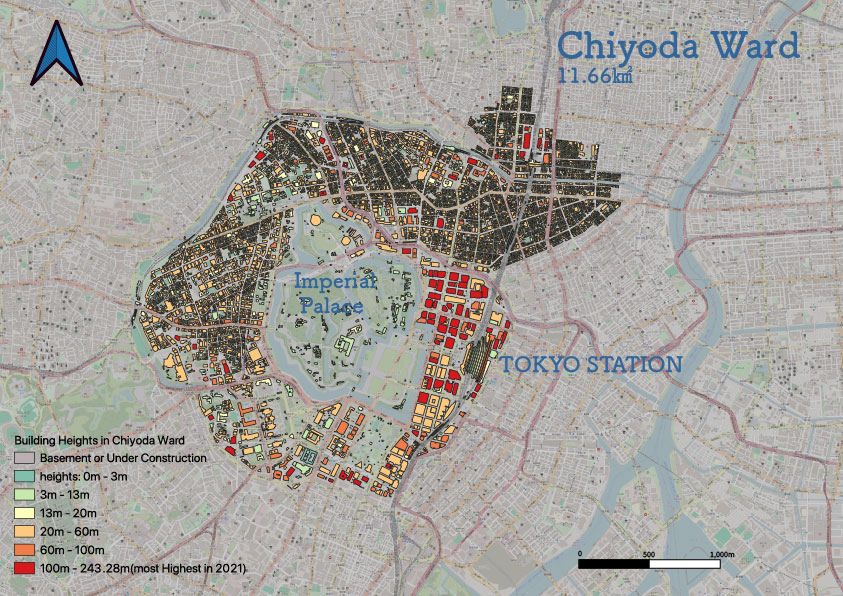 Chiyoda Ward
11.66㎢
Imperial
Palace
TOKYO STATION
Building Heights in Chiyoda Ward
Basement or Under Construction
heights: 0m - 3m
3m - 13m
13m - 20m
20m - 60m
60m - 100m
100m - 243.28m(most Highest in 2021)
0 500 1,000m